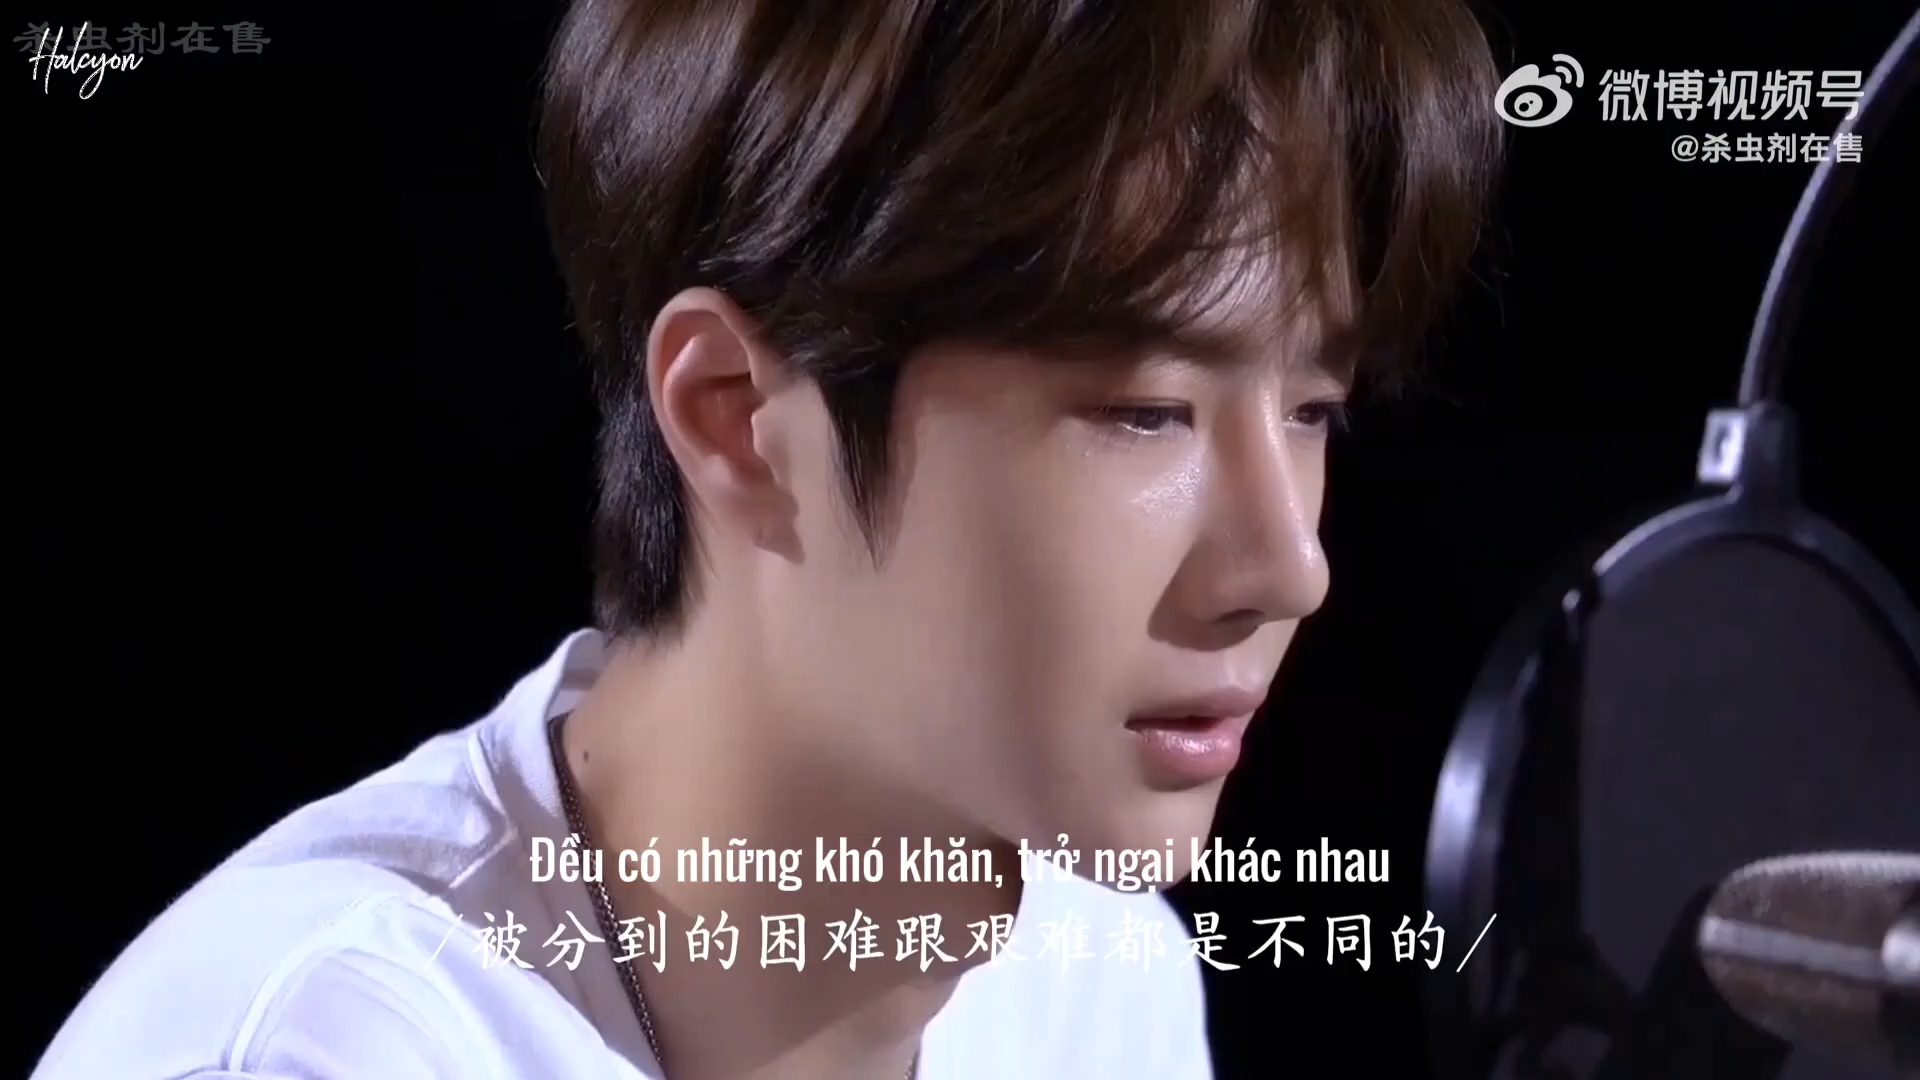 杀虫剂在售
Halcyon
微博视频号
@杀虫剂在售
Đều có những khó khăn, trở ngại khác nhau
/被分到的困难跟艰难都是不同的/